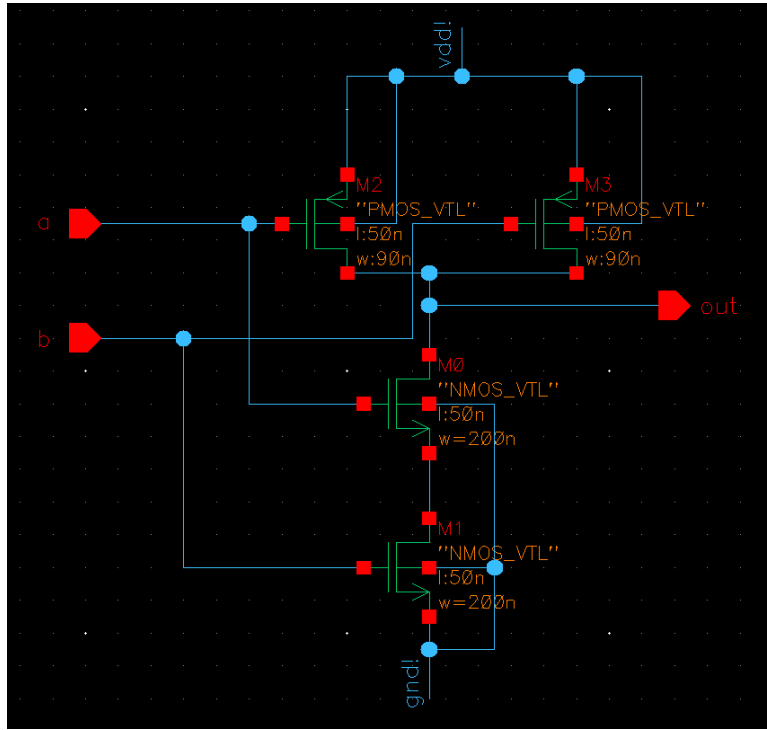 vdd!
M2
"PMOS_VTL"
l:50n
w:90n
M3
"PMOS_VTL"
l:50n
w:90n
a
b
out
M0
"NMOS_VTL"
l:50n
w=200n
M1
"NMOS_VTL"
l:50n
w=200n
gnd!